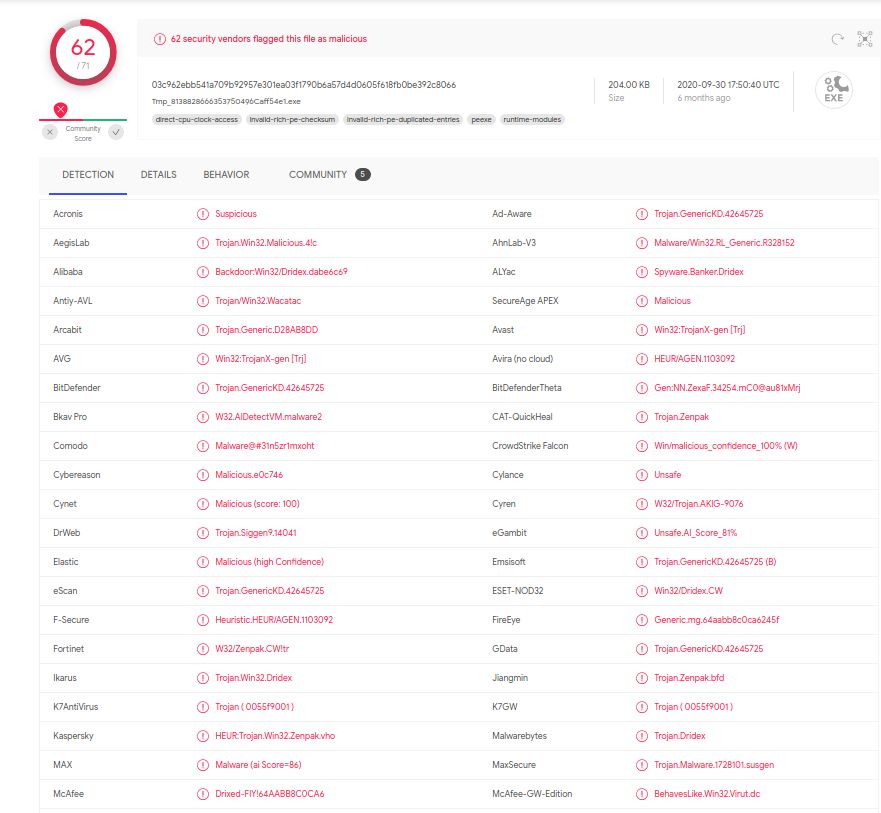 62
/ 71
Community
Score
62 security vendors flagged this file as malicious
03c962ebb541a709b92957e301ea03f1790b6a57d4d0605f618fb0be392c8066
Tmp_8138828666353750496Caff54e1.exe
direct-cpu-clock-access invalid-rich-pe-checksum invalid-rich-pe-duplicated-entries peexe runtime-modules
204.00 KB
Size
2020-09-30 17:50:40 UTC
6 months ago
EXE
DETECTION DETAILS BEHAVIOR COMMUNITY 5
Acronis Suspicious Ad-Aware Trojan.GenericKD.42645725
AegisLab Trojan.Win32.Malicious.4!c AhnLab-V3 Malware/Win32.RL_Generic.R328152
Alibaba Backdoor:Win32/Dridex.dabe6c69 ALYac Spyware.Banker.Dridex
Antiy-AVL Trojan/Win32.Wacatac SecureAge APEX Malicious
Arcabit Trojan.Generic.D28AB8DD Avast Win32:TrojanX-gen [Trj]
AVG Win32:TrojanX-gen [Trj] Avira (no cloud) HEUR/AGEN.1103092
BitDefender Trojan.GenericKD.42645725 BitDefenderTheta Gen:NN.ZexaF.34254.mC0@au81xMrj
Bkav Pro W32.AIDetectVM.malware2 CAT-QuickHeal Trojan.Zenpak
Comodo Malware@#31n5zr1mxoht CrowdStrike Falcon Win/malicious_confidence_100% (W)
Cybereason Malicious.e0c746 Cylance Unsafe
Cynet Malicious (score: 100) Cyren W32/Trojan.AKIG-9076
DrWeb Trojan.Siggen9.14041 eGambit Unsafe.AI_Score_81%
Elastic Malicious (high Confidence) Emsisoft Trojan.GenericKD.42645725 (B)
eScan Trojan.GenericKD.42645725 ESET-NOD32 Win32/Dridex.CW
F-Secure Heuristic.HEUR/AGEN.1103092 FireEye Generic.mg.64aabb8c0ca6245f
Fortinet W32/Zenpak.CW!tr GData Trojan.GenericKD.42645725
Ikarus Trojan.Win32.Dridex Jiangmin Trojan.Zenpak.bfd
K7AntiVirus Trojan ( 0055f9001 ) K7GW Trojan ( 0055f9001 )
Kaspersky HEUR:Trojan.Win32.Zenpak.vho Malwarebytes Trojan.Dridex
MAX Malware (ai Score=86) MaxSecure Trojan.Malware.1728101.susgen
McAfee Drixed-FIY!64AABB8C0CA6 McAfee-GW-Edition BehavesLike.Win32.Virut.dc